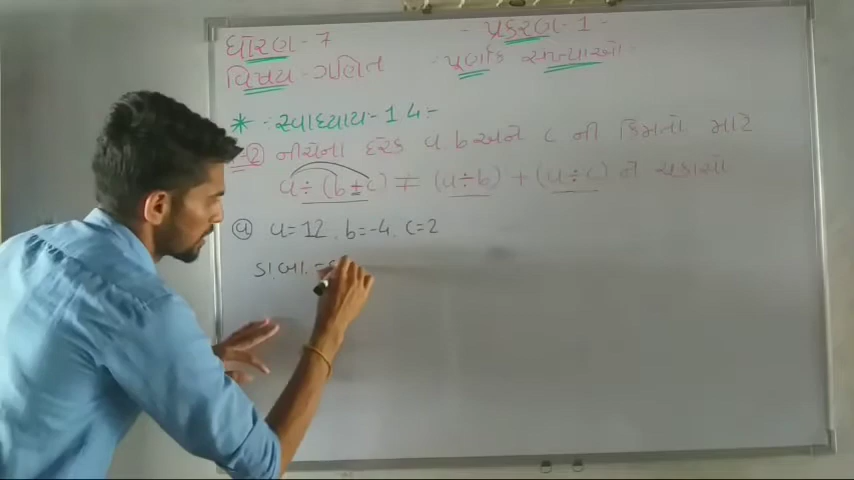 ધોરણ - 7 - પ્રકરણ - 1 -
વિષય - ગણિત : પૂર્ણાંક સંખ્યાઓ :
* : સ્વાધ્યાય - 1.4 :-
2 નીચેના દરેક a, b અને c ની કિંમતો માટે
a ÷ (b + c) ≠ (a ÷ b) + (a ÷ c) ને ચકાસો
(a) a = 12, b = -4, c = 2
ડા.બા. =